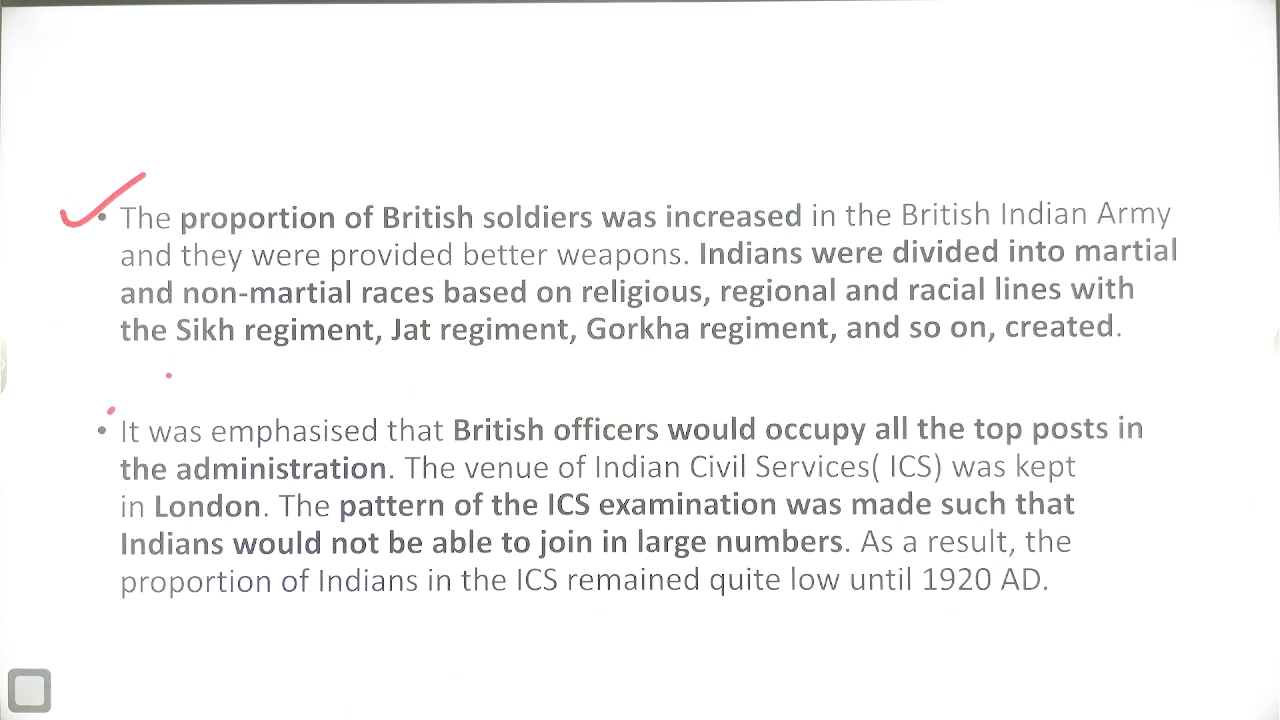 • The proportion of British soldiers was increased in the British Indian Army
and they were provided better weapons. Indians were divided into martial
and non-martial races based on religious, regional and racial lines with
the Sikh regiment, Jat regiment, Gorkha regiment, and so on, created.
• It was emphasised that British officers would occupy all the top posts in
the administration. The venue of Indian Civil Services( ICS) was kept
in London. The pattern of the ICS examination was made such that
Indians would not be able to join in large numbers. As a result, the
proportion of Indians in the ICS remained quite low until 1920 AD.